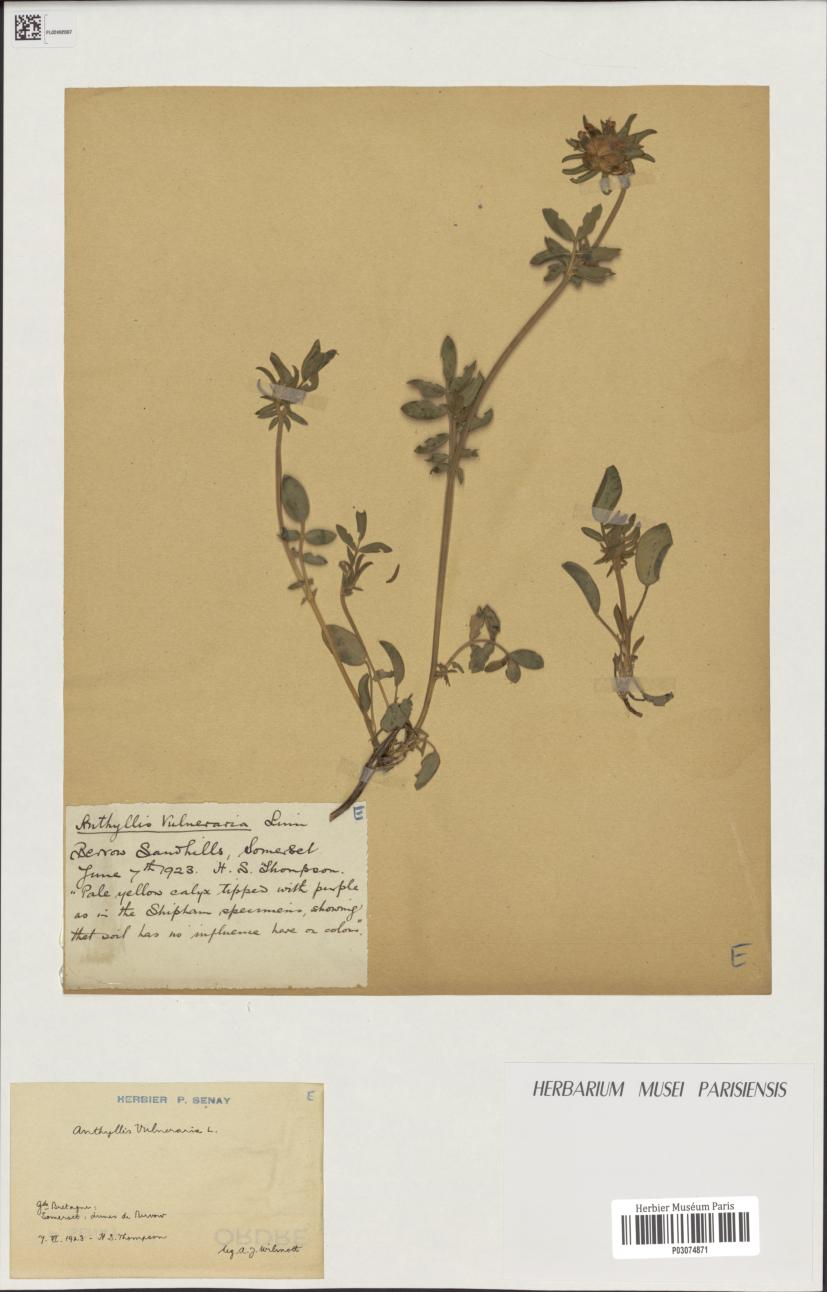 Anthyllis Vulneraria Linn
E
Berrow Sandhills, Somerset
June 7th 1923. H. S. Thompson.
"Pale yellow calyx tipped with purple
as in the Shipham specimens, showing
that soil has no influence here on colour".
E
HERBIER P. SENAY
E
Anthyllis Vulneraria L.
Gde Bretagne:
Somerset: dunes de Berrow
7. VI. 1923 - H. S. Thompson
leg. A. J. Wilmott
ORDRE
HERBARIUM MUSEI PARISIENSIS
Herbier Muséum Paris
P03074871